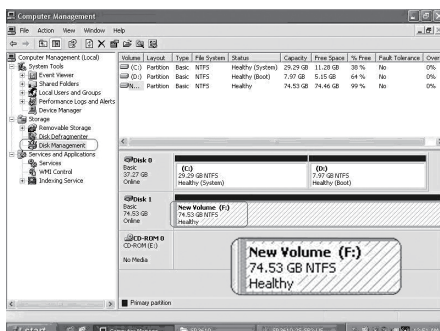 Computer Management
File Action View Window Help
Computer Management (Local)
System Tools
Event Viewer
Shared Folders
Local Users and Groups
Performance Logs and Alerts
Device Manager
Storage
Removable Storage
Disk Defragmenter
Disk Management
Services and Applications
Services
WMI Control
Indexing Service
Volume Layout Type File System Status Capacity Free Space % Free Fault Tolerance Over
(C:) Partition Basic NTFS Healthy (System) 29.29 GB 11.28 GB 38 % No 0%
(D:) Partition Basic NTFS Healthy (Boot) 7.97 GB 5.15 GB 64 % No 0%
N... Partition Basic NTFS Healthy 74.53 GB 74.46 GB 99 % No 0%
Disk 0
Basic
37.27 GB
Online
(C:)
29.29 GB NTFS
Healthy (System)
(D:)
7.97 GB NTFS
Healthy (Boot)
Disk 1
Basic
74.53 GB
Online
New Volume (F:)
74.53 GB NTFS
Healthy
CD-ROM 0
CD-ROM (E:)
No Media
New Volume (F:)
74.53 GB NTFS
Healthy
Primary partition
start